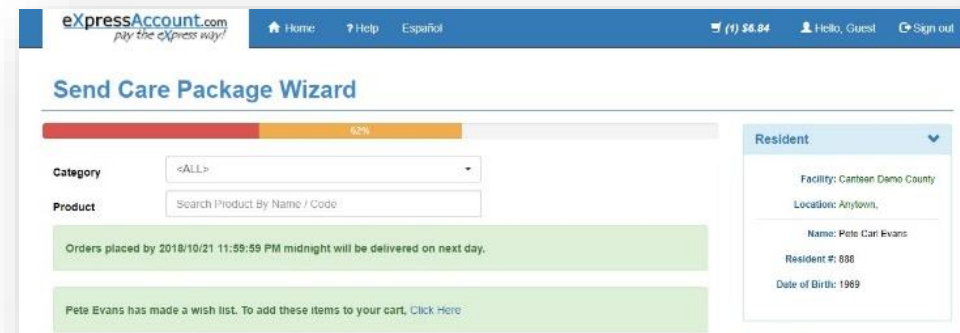 eXpressAccount.com
pay the eXpress way!
Home ? Help Español (1) $6.84 Hello, Guest Sign out
Send Care Package Wizard
62%
Category <ALL>
Product Search Product By Name / Code
Orders placed by 2018/10/21 11:59:59 PM midnight will be delivered on next day.
Pete Evans has made a wish list. To add these items to your cart, Click Here
Resident
Facility: Canteen Demo County
Location: Anytown,
Name: Pete Carl Evans
Resident #: 888
Date of Birth: 1969